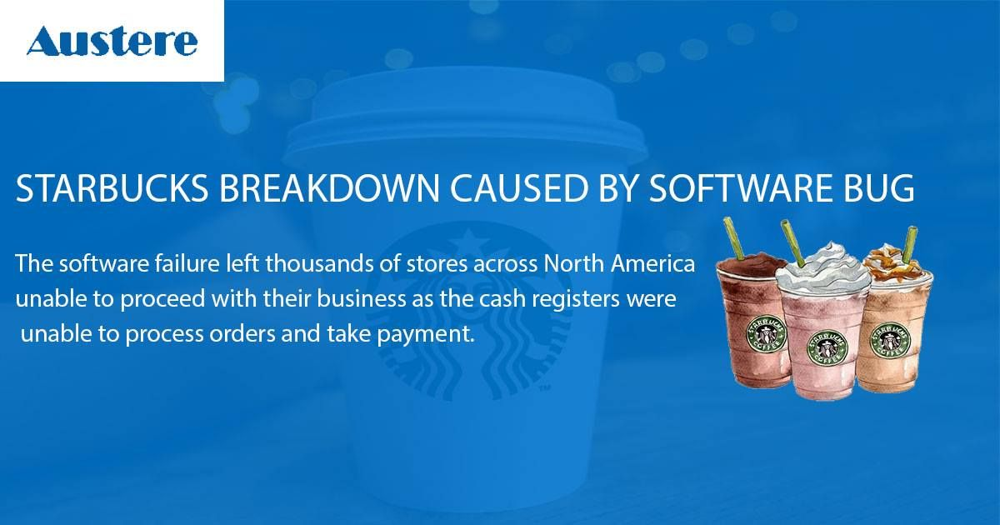 Austere
STARBUCKS BREAKDOWN CAUSED BY SOFTWARE BUG
The software failure left thousands of stores across North America
unable to proceed with their business as the cash registers were
unable to process orders and take payment.
TM
STARBUCKS
COFFEE
STARBUCKS
COFFEE
STARBUCKS
COFFEE